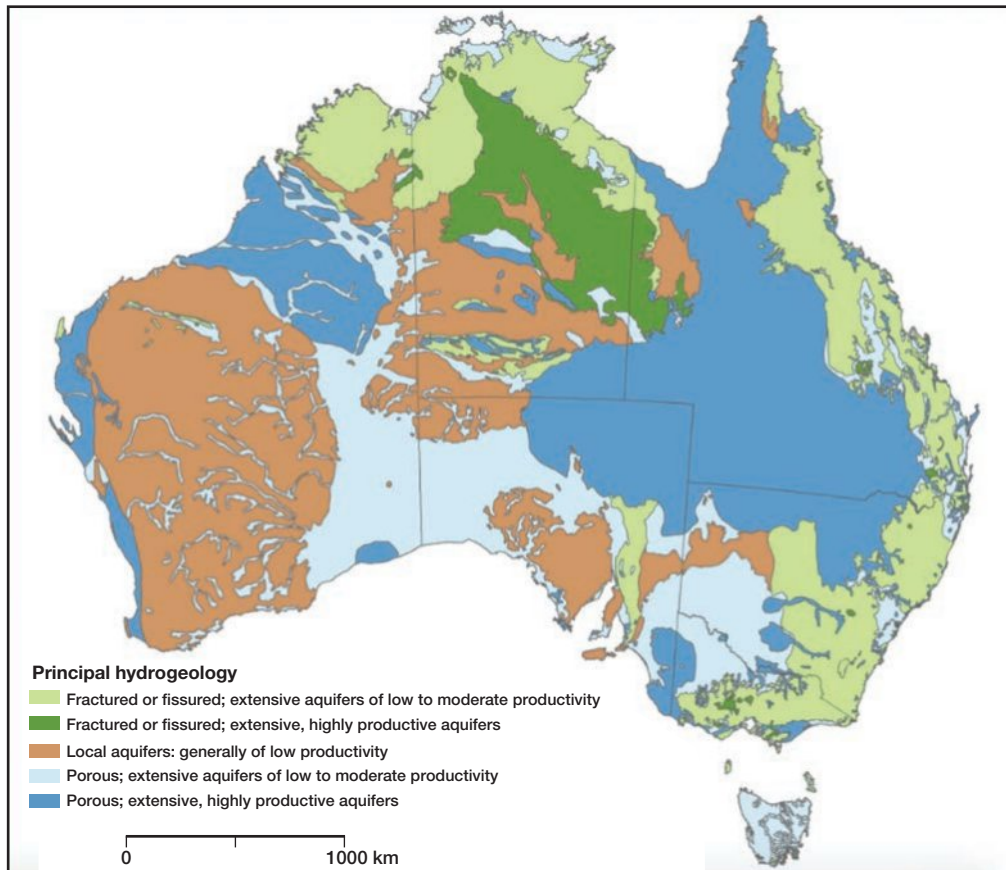 Principal hydrogeology
Fractured or fissured; extensive aquifers of low to moderate productivity
Fractured or fissured; extensive, highly productive aquifers
Local aquifers: generally of low productivity
Porous; extensive aquifers of low to moderate productivity
Porous; extensive, highly productive aquifers
0 1000 km